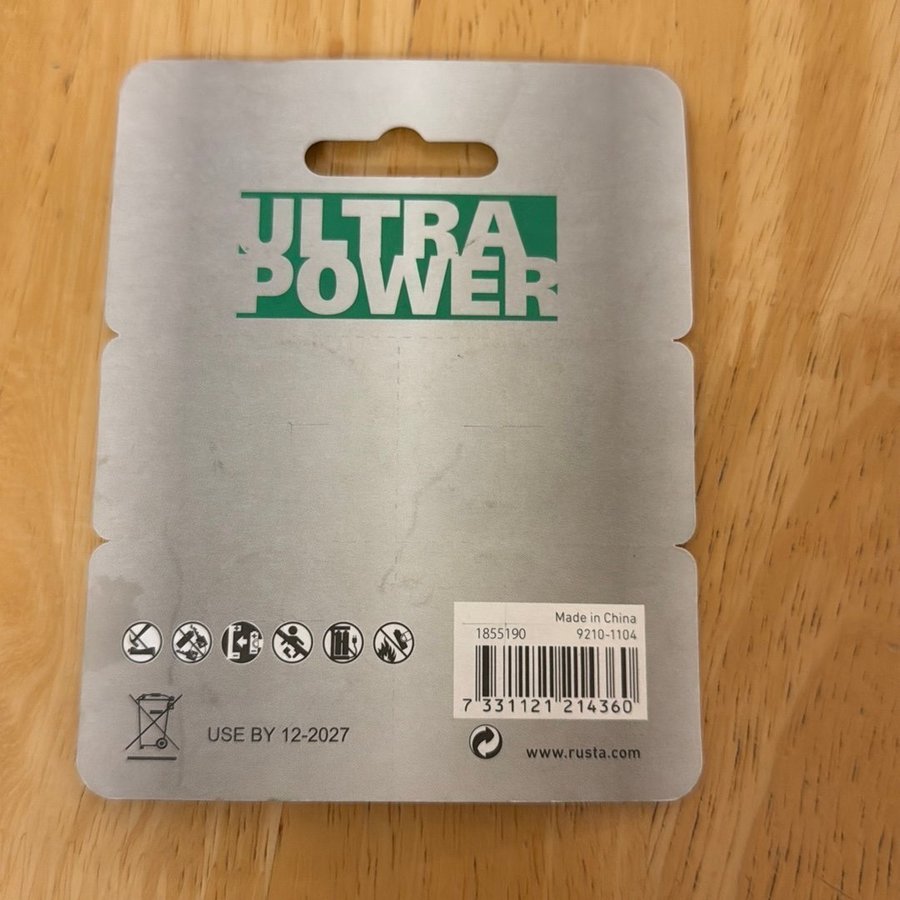 ULTRA
POWER
Made in China
1855190 9210-1104
7 331121 214360
USE BY 12-2027
www.rusta.com